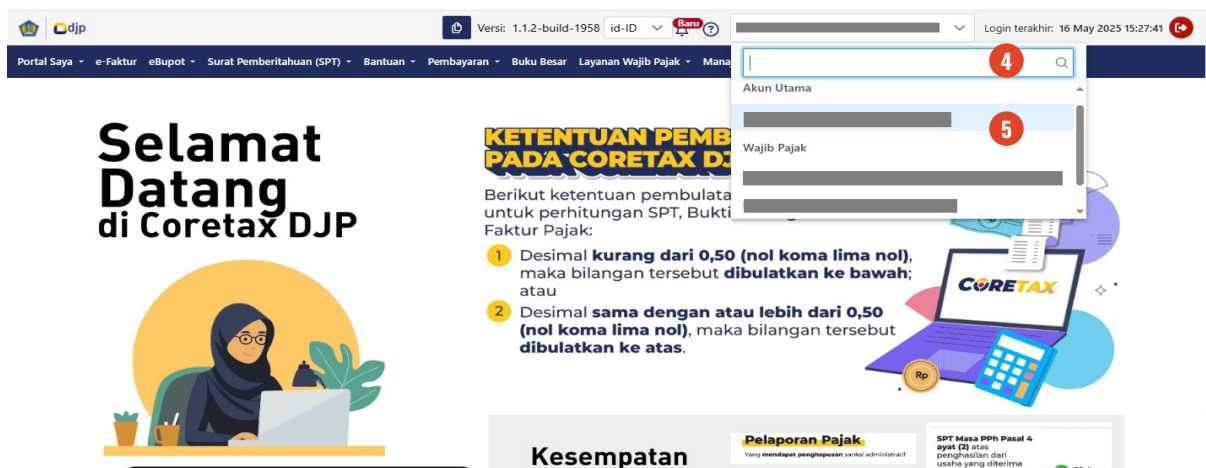 djp
Versi: 1.1.2-build-1958 id-ID Baru Login terakhir: 16 May 2025 15:27:41
Portal Saya e-Faktur eBupot Surat Pemberitahuan (SPT) Bantuan Pembayaran Buku Besar Layanan Wajib Pajak Mana
4
Akun Utama
5
Wajib Pajak
Selamat
Datang
di Coretax DJP
KETENTUAN PEMB
PADA CORETAX DJ
Berikut ketentuan pembulata
untuk perhitungan SPT, Bukti
Faktur Pajak:
1 Desimal kurang dari 0,50 (nol koma lima nol),
maka bilangan tersebut dibulatkan ke bawah;
atau
2 Desimal sama dengan atau lebih dari 0,50
(nol koma lima nol), maka bilangan tersebut
dibulatkan ke atas.
CORETAX
Rp
Kesempatan
Pelaporan Pajak
Yang mendapat penghapusan sanksi administratif
SPT Masa PPh Pasal 4
ayat (2) atas
penghasilan dari
usaha yang diterima